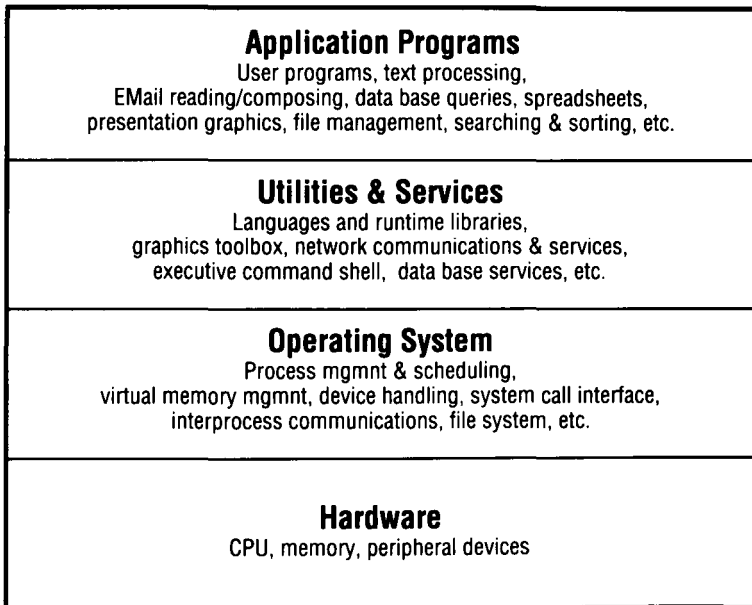 Application Programs
User programs, text processing,
EMail reading/composing, data base queries, spreadsheets,
presentation graphics, file management, searching & sorting, etc.
Utilities & Services
Languages and runtime libraries,
graphics toolbox, network communications & services,
executive command shell, data base services, etc.
Operating System
Process mgmnt & scheduling,
virtual memory mgmnt, device handling, system call interface,
interprocess communications, file system, etc.
Hardware
CPU, memory, peripheral devices